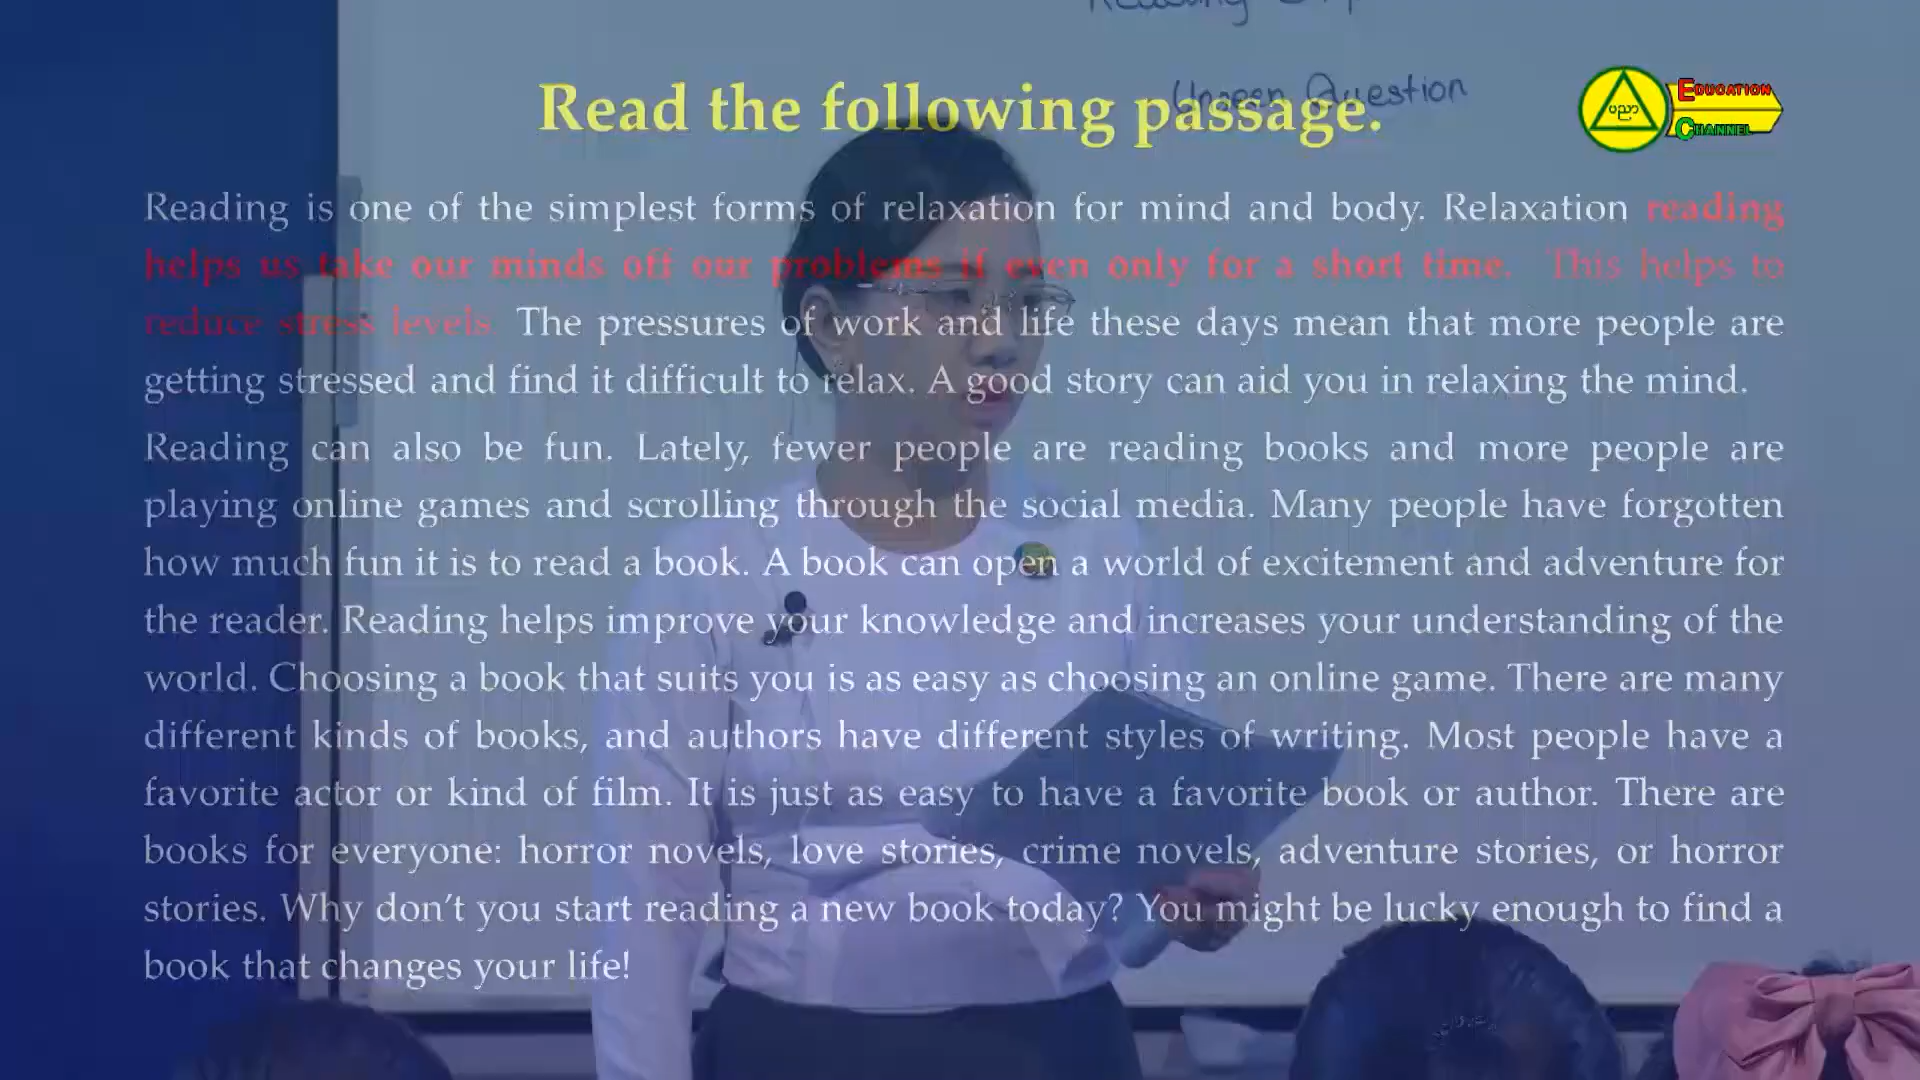 Unseen Question
Read the following passage.
EDUCATION
CHANNEL
ပညာ
Reading is one of the simplest forms of relaxation for mind and body. Relaxation reading
helps us take our minds off our problems if even only for a short time. This helps to
reduce stress levels. The pressures of work and life these days mean that more people are
getting stressed and find it difficult to relax. A good story can aid you in relaxing the mind.
Reading can also be fun. Lately, fewer people are reading books and more people are
playing online games and scrolling through the social media. Many people have forgotten
how much fun it is to read a book. A book can open a world of excitement and adventure for
the reader. Reading helps improve your knowledge and increases your understanding of the
world. Choosing a book that suits you is as easy as choosing an online game. There are many
different kinds of books, and authors have different styles of writing. Most people have a
favorite actor or kind of film. It is just as easy to have a favorite book or author. There are
books for everyone: horror novels, love stories, crime novels, adventure stories, or horror
stories. Why don't you start reading a new book today? You might be lucky enough to find a
book that changes your life!